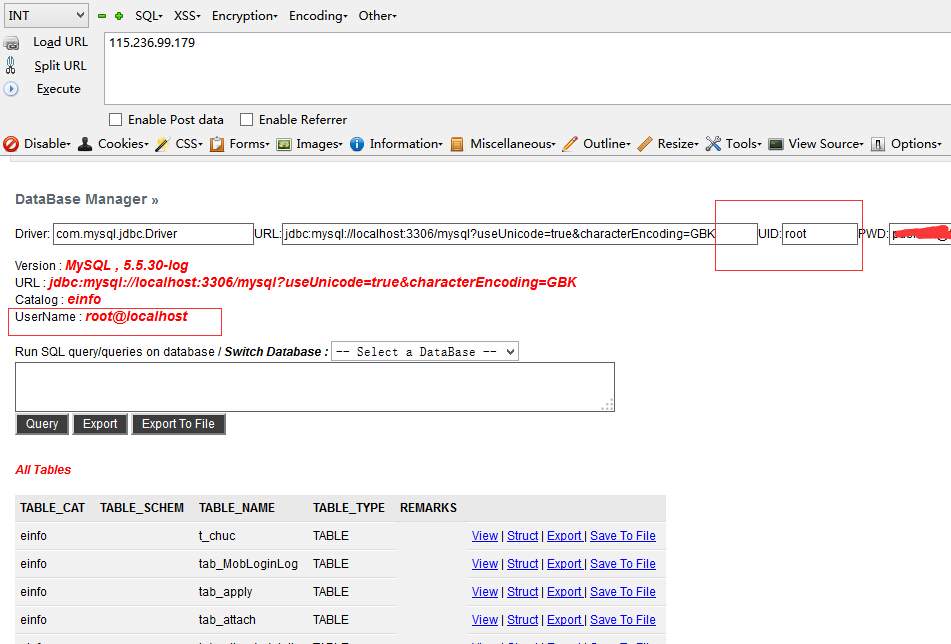 INT SQL- XSS- Encryption- Encoding- Other-
Load URL 115.236.99.179
Split URL
Execute
Enable Post data Enable Referrer
Disable- Cookies- CSS- Forms- Images- Information- Miscellaneous- Outline- Resize- Tools- View Source- Options-
DataBase Manager »
Driver: com.mysql.jdbc.Driver URL: jdbc:mysql://localhost:3306/mysql?useUnicode=true&characterEncoding=GBK UID: root PWD:
Version : MySQL , 5.5.30-log
URL : jdbc:mysql://localhost:3306/mysql?useUnicode=true&characterEncoding=GBK
Catalog : einfo
UserName : root@localhost
Run SQL query/queries on database / Switch Database : -- Select a DataBase --
Query Export Export To File
All Tables
TABLE_CAT TABLE_SCHEM TABLE_NAME TABLE_TYPE REMARKS
einfo t_chuc TABLE View | Struct | Export | Save To File
einfo tab_MobLoginLog TABLE View | Struct | Export | Save To File
einfo tab_apply TABLE View | Struct | Export | Save To File
einfo tab_attach TABLE View | Struct | Export | Save To File